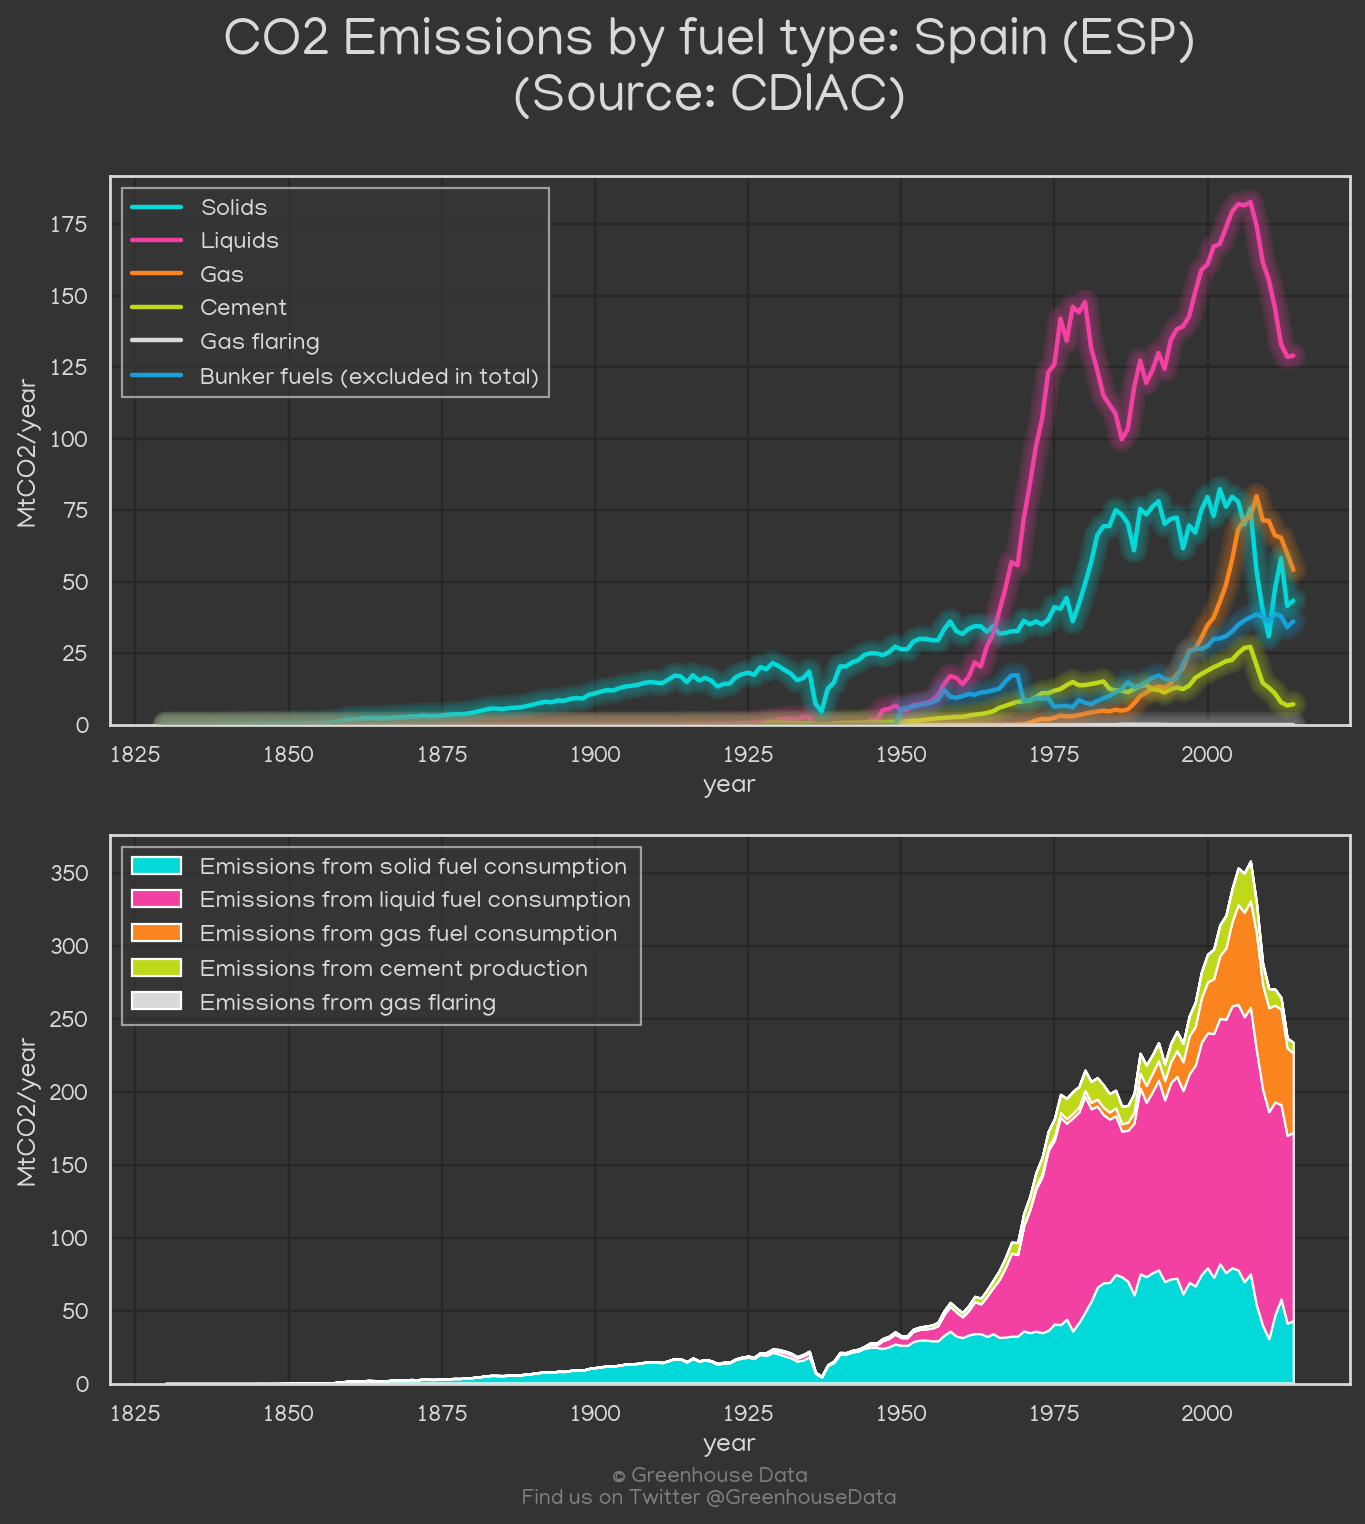 CO2 Emissions by fuel type: Spain (ESP)
(Source: CDIAC)
Solids
Liquids
Gas
Cement
Gas flaring
Bunker fuels (excluded in total)
MtCO2/year
175
150
125
100
75
50
25
0
1825 1850 1875 1900 1925 1950 1975 2000
year
Emissions from solid fuel consumption
Emissions from liquid fuel consumption
Emissions from gas fuel consumption
Emissions from cement production
Emissions from gas flaring
MtCO2/year
350
300
250
200
150
100
50
0
1825 1850 1875 1900 1925 1950 1975 2000
year
© Greenhouse Data
Find us on Twitter @GreenhouseData